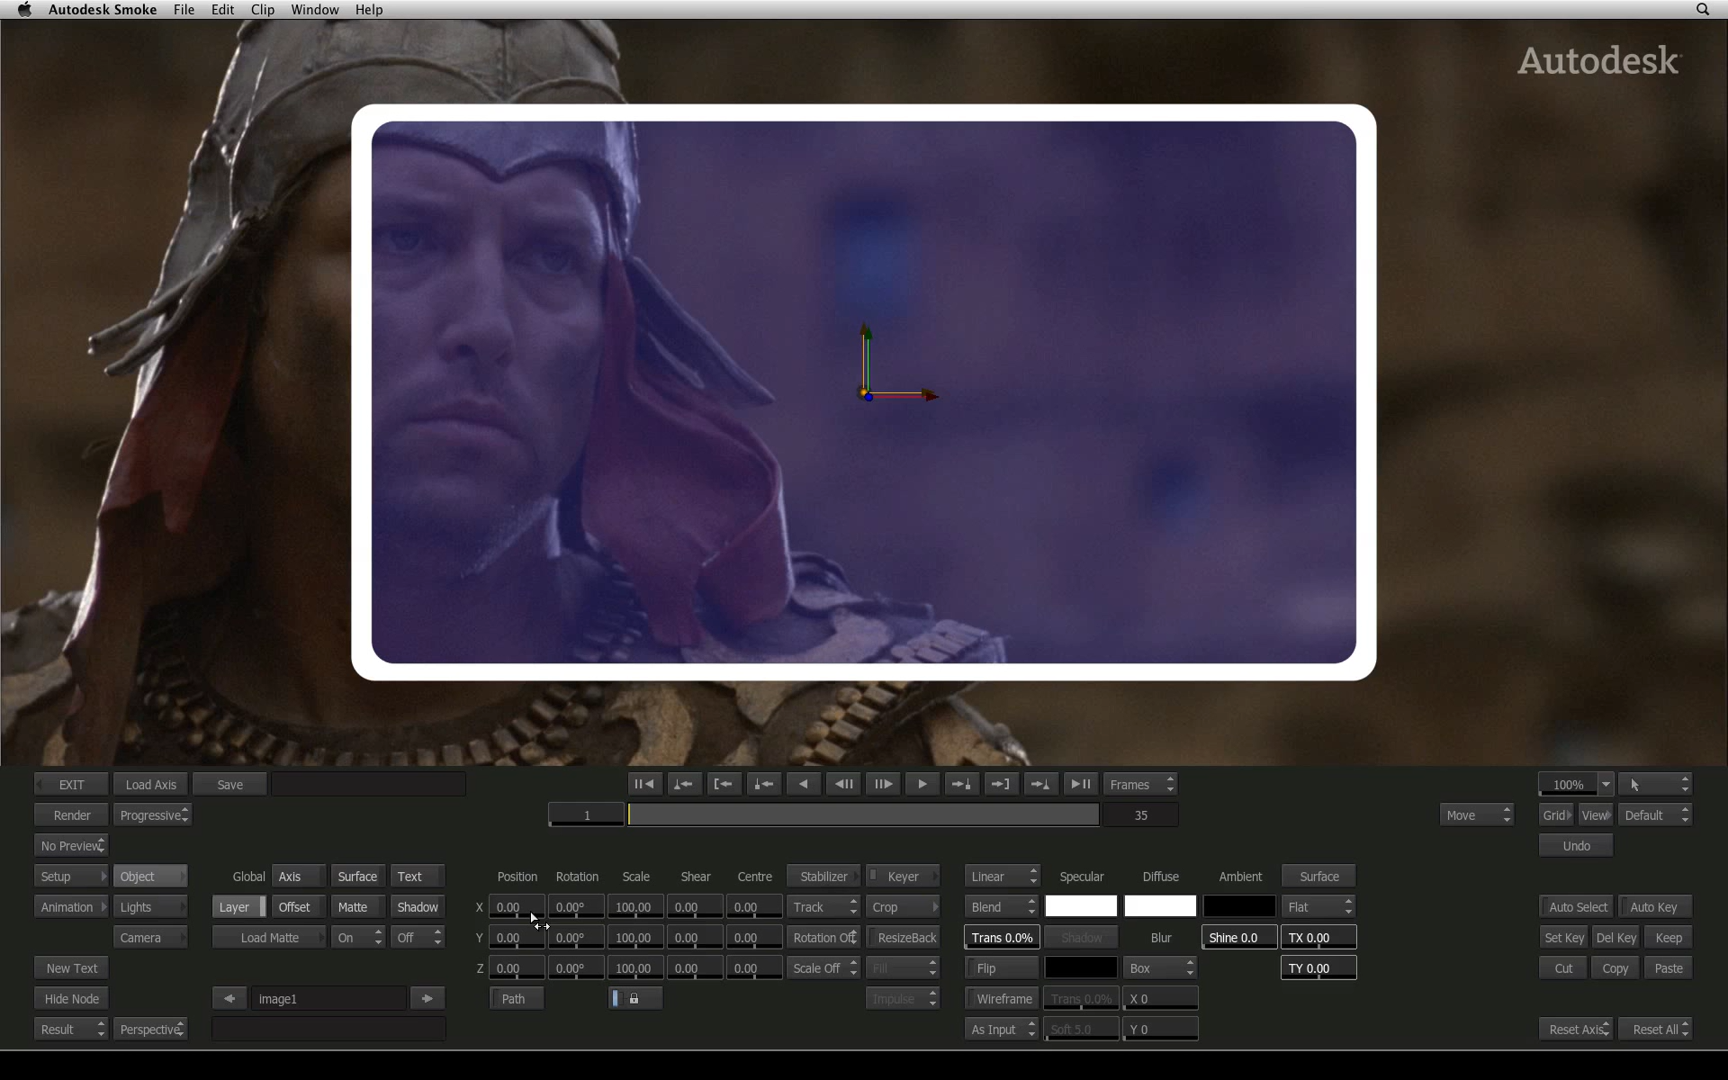 Autodesk Smoke File Edit Clip Window Help
Autodesk
EXIT Load Axis Save Frames 100%
Render Progressive 1 35 Move Grid View Default
No Preview Undo
Setup Object Global Axis Surface Text Position Rotation Scale Shear Centre Stabilizer Keyer Linear Specular Diffuse Ambient Surface
Animation Lights Layer Offset Matte Shadow X 0.00 0.00° 100.00 0.00 0.00 Track Crop Blend Flat Auto Select Auto Key
Camera Load Matte On Off Y 0.00 0.00° 100.00 0.00 0.00 Rotation Off ResizeBack Trans 0.0% Shadow Blur Shine 0.0 TX 0.00 Set Key Del Key Keep
New Text Z 0.00 0.00° 100.00 0.00 0.00 Scale Off Fill Flip Box TY 0.00 Cut Copy Paste
Hide Node image1 Path Impulse Wireframe Trans 0.0% X 0
Result Perspective As Input Soft 5.0 Y 0 Reset Axis Reset All